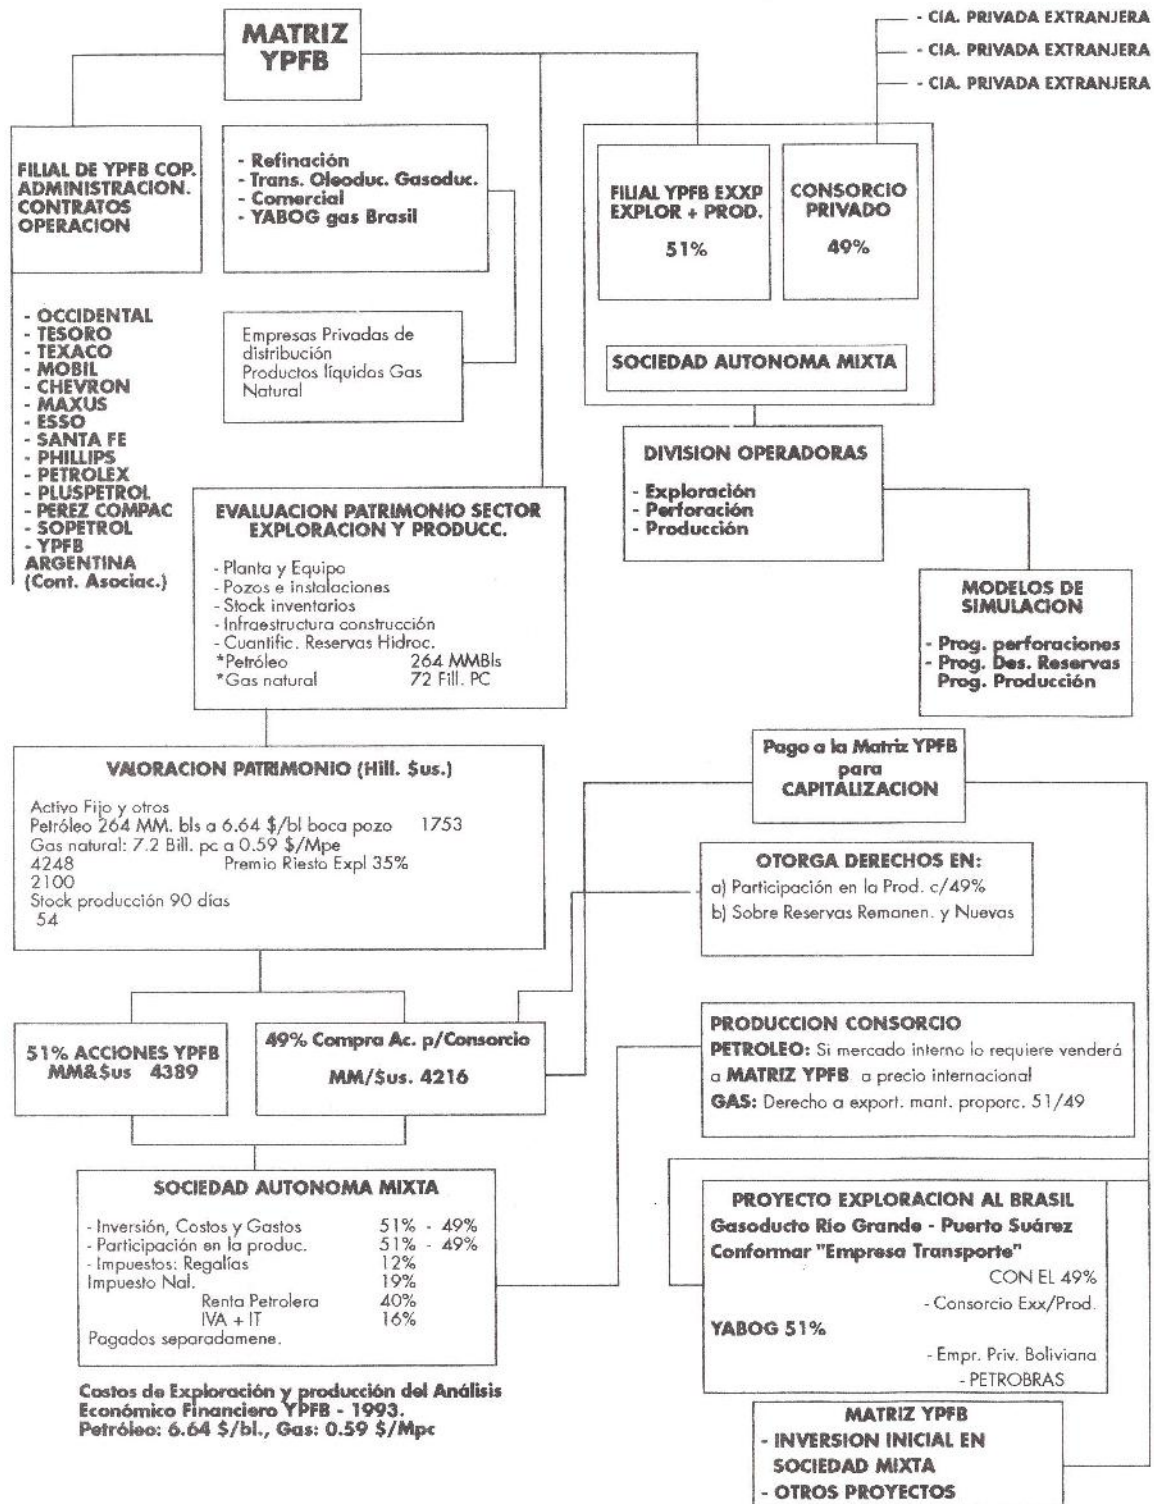 MATRIZ
YPFB
- CIA. PRIVADA EXTRANJERA
- CIA. PRIVADA EXTRANJERA
- CIA. PRIVADA EXTRANJERA
FILIAL DE YPFB COP.
ADMINISTRACION.
CONTRATOS
OPERACION
- Refinación
- Trans. Oleoduc. Gasoduc.
- Comercial
- YABOG gas Brasil
FILIAL YPFB EXXP
EXPLOR + PROD.
51%
CONSORCIO
PRIVADO
49%
SOCIEDAD AUTONOMA MIXTA
- OCCIDENTAL
- TESORO
- TEXACO
- MOBIL
- CHEVRON
- MAXUS
- ESSO
- SANTA FE
- PHILLIPS
- PETROLEX
- PLUSPETROL
- PEREZ COMPAC
- SOPETROL
- YPFB
ARGENTINA
(Cont. Asociac.)
Empresas Privadas de
distribución
Productos líquidos Gas
Natural
DIVISION OPERADORAS
- Exploración
- Perforación
- Producción
EVALUACION PATRIMONIO SECTOR
EXPLORACION Y PRODUCC.
- Planta y Equipo
- Pozos e instalaciones
- Stock inventarios
- Infraestructura construcción
- Cuantific. Reservas Hidroc.
*Petróleo 264 MMBls
*Gas natural 72 Fill. PC
MODELOS DE
SIMULACION
- Prog. perforaciones
- Prog. Des. Reservas
Prog. Producción
VALORACION PATRIMONIO (Hill. $us.)
Activo Fijo y otros
Petróleo 264 MM. bls a 6.64 $/bl boca pozo 1753
Gas natural: 7.2 Bill. pc a 0.59 $/Mpe
4248 Premio Riesto Expl 35%
2100
Stock producción 90 días
54
Pago a la Matriz YPFB
para
CAPITALIZACION
OTORGA DERECHOS EN:
a) Participación en la Prod. c/49%
b) Sobre Reservas Remanen. y Nuevas
51% ACCIONES YPFB
MM&$us 4389
49% Compra Ac. p/Consorcio
MM/$us. 4216
PRODUCCION CONSORCIO
PETROLEO: Si mercado interno lo requiere venderá
a MATRIZ YPFB a precio internacional
GAS: Derecho a export. mant. proporc. 51/49
SOCIEDAD AUTONOMA MIXTA
- Inversión, Costos y Gastos 51% - 49%
- Participación en la produc. 51% - 49%
- Impuestos: Regalías 12%
Impuesto Nal. 19%
Renta Petrolera 40%
IVA + IT 16%
Pagados separadamene.
PROYECTO EXPLORACION AL BRASIL
Gasoducto Rio Grande - Puerto Suárez
Conformar "Empresa Transporte"
CON EL 49%
- Consorcio Exx/Prod.
YABOG 51%
- Empr. Priv. Boliviana
- PETROBRAS
Costos de Exploración y producción del Análisis
Económico Financiero YPFB - 1993.
Petróleo: 6.64 $/bl., Gas: 0.59 $/Mpc
MATRIZ YPFB
- INVERSION INICIAL EN
SOCIEDAD MIXTA
- OTROS PROYECTOS